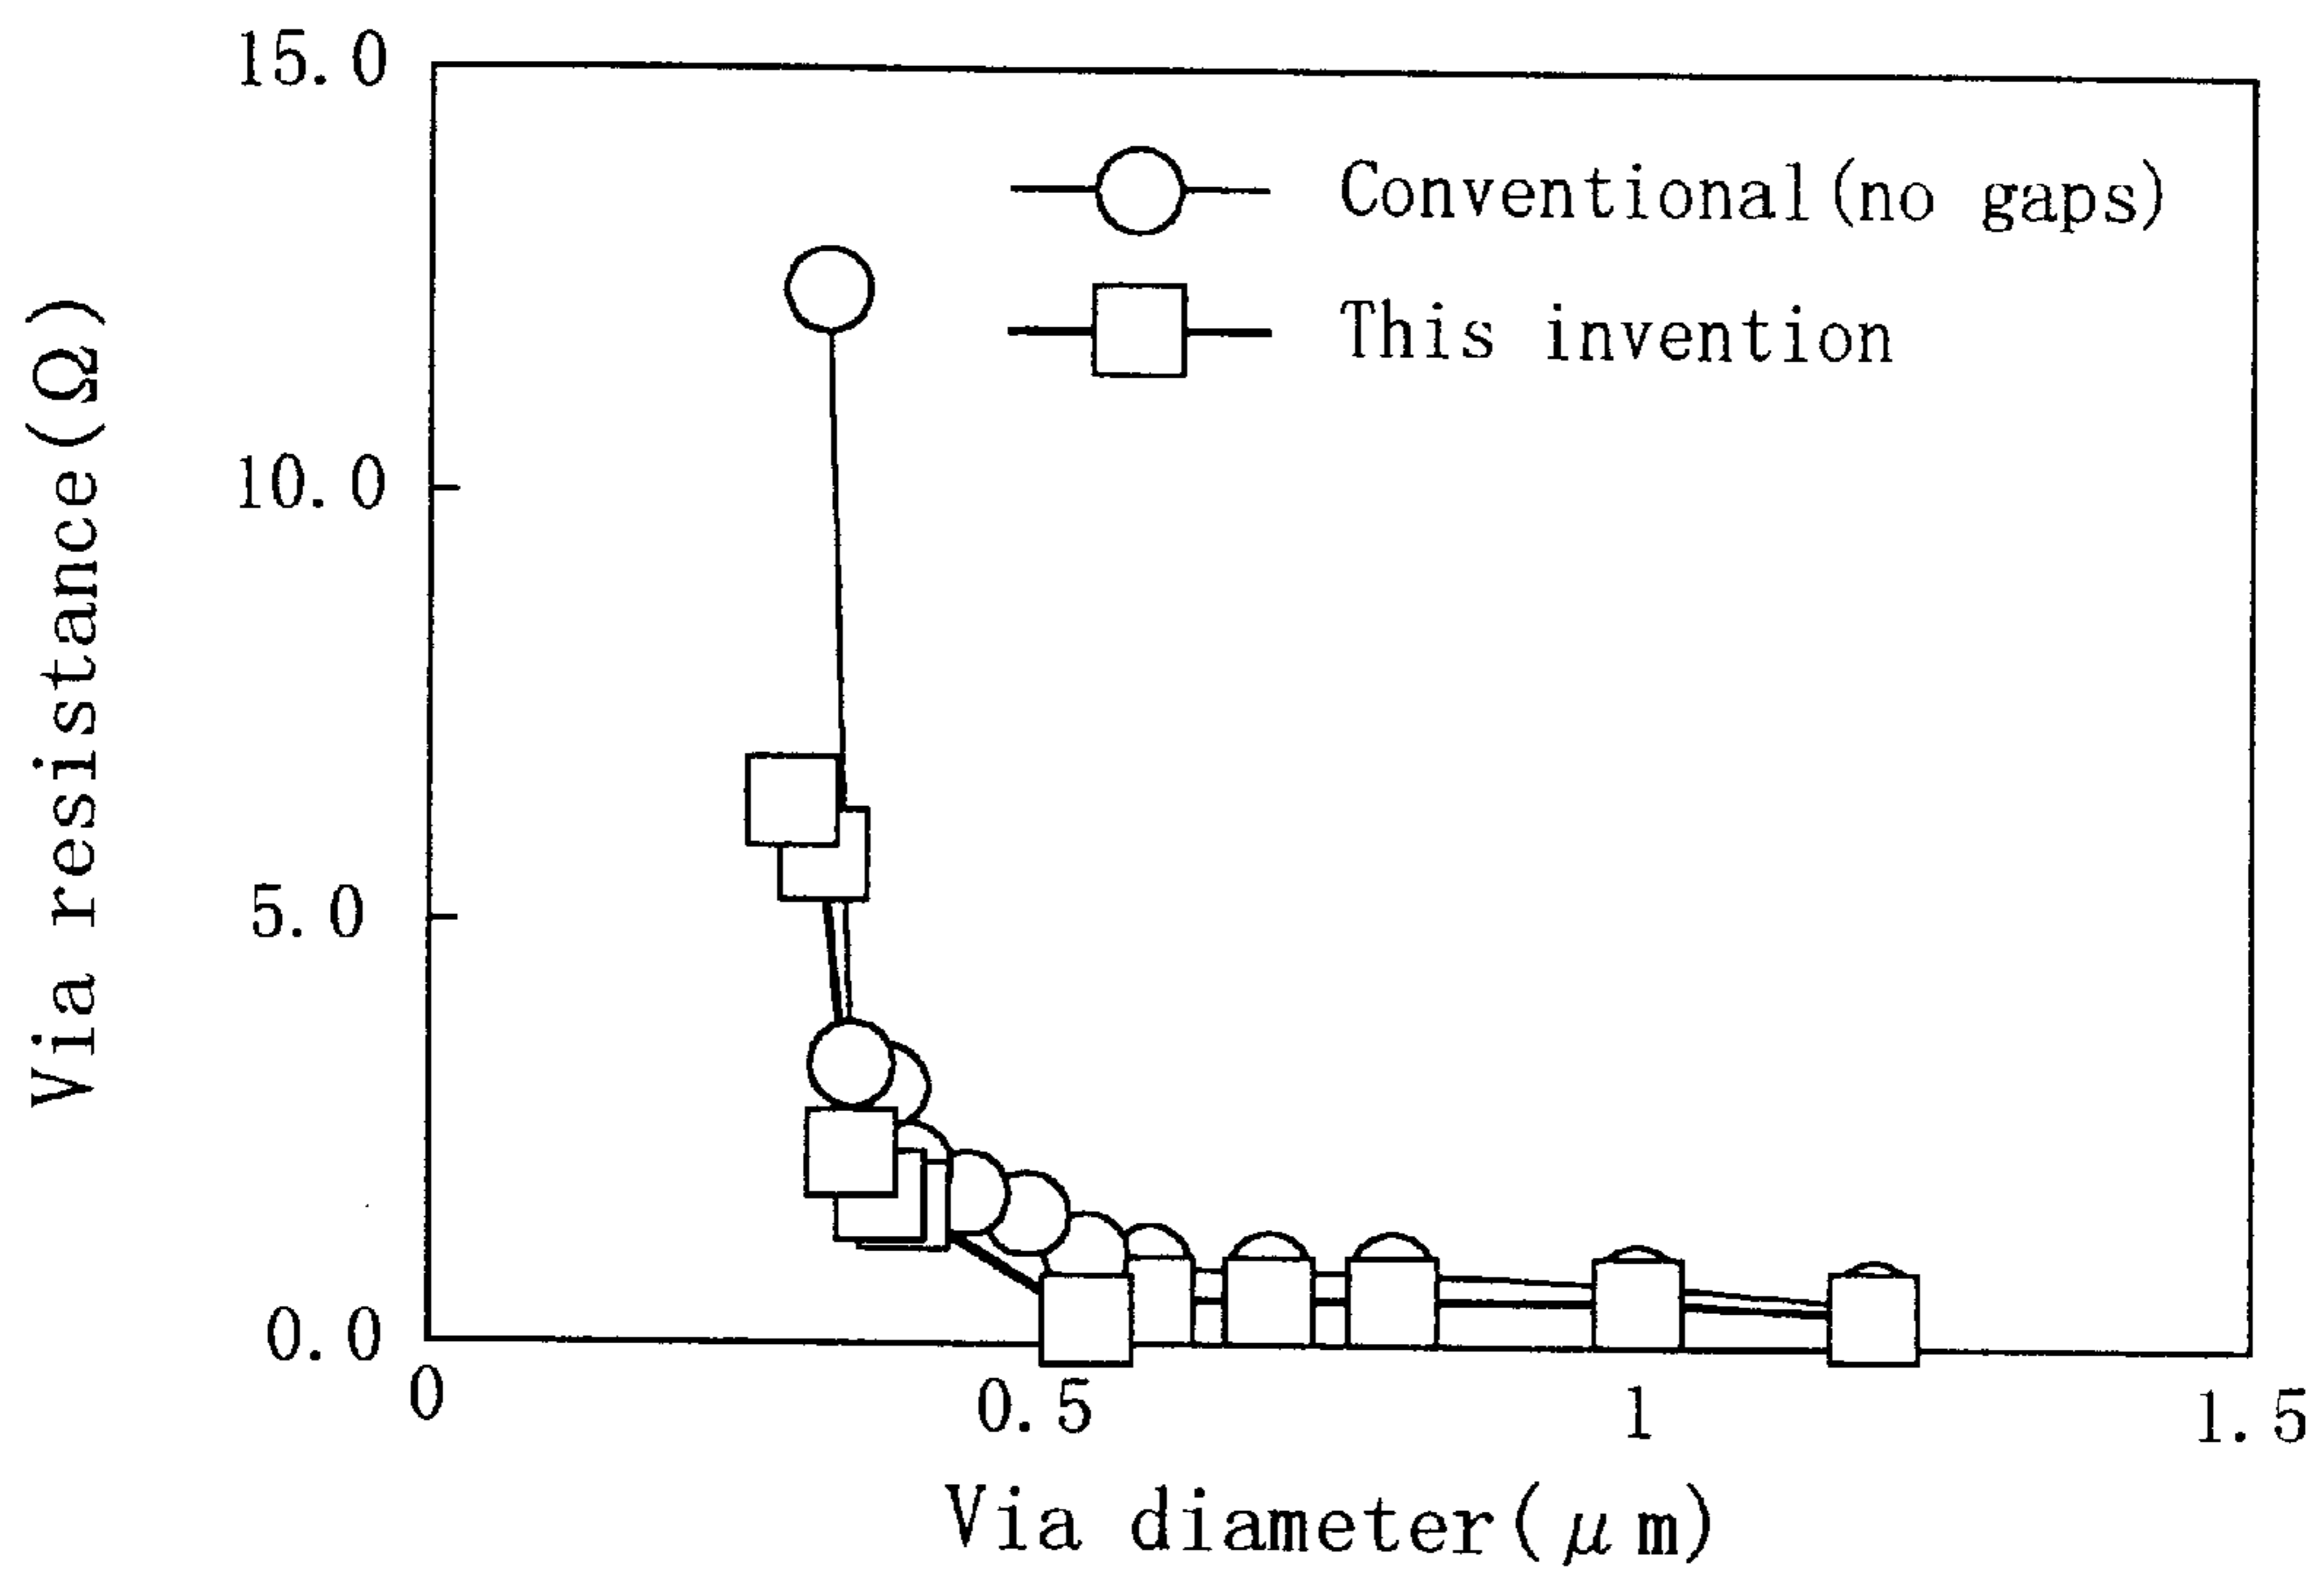 15.0
Conventional(no gaps)
This invention
10.0
5.0
0.0
Via resistance(Ω)
0
0.5
1
1.5
Via diameter(μm)